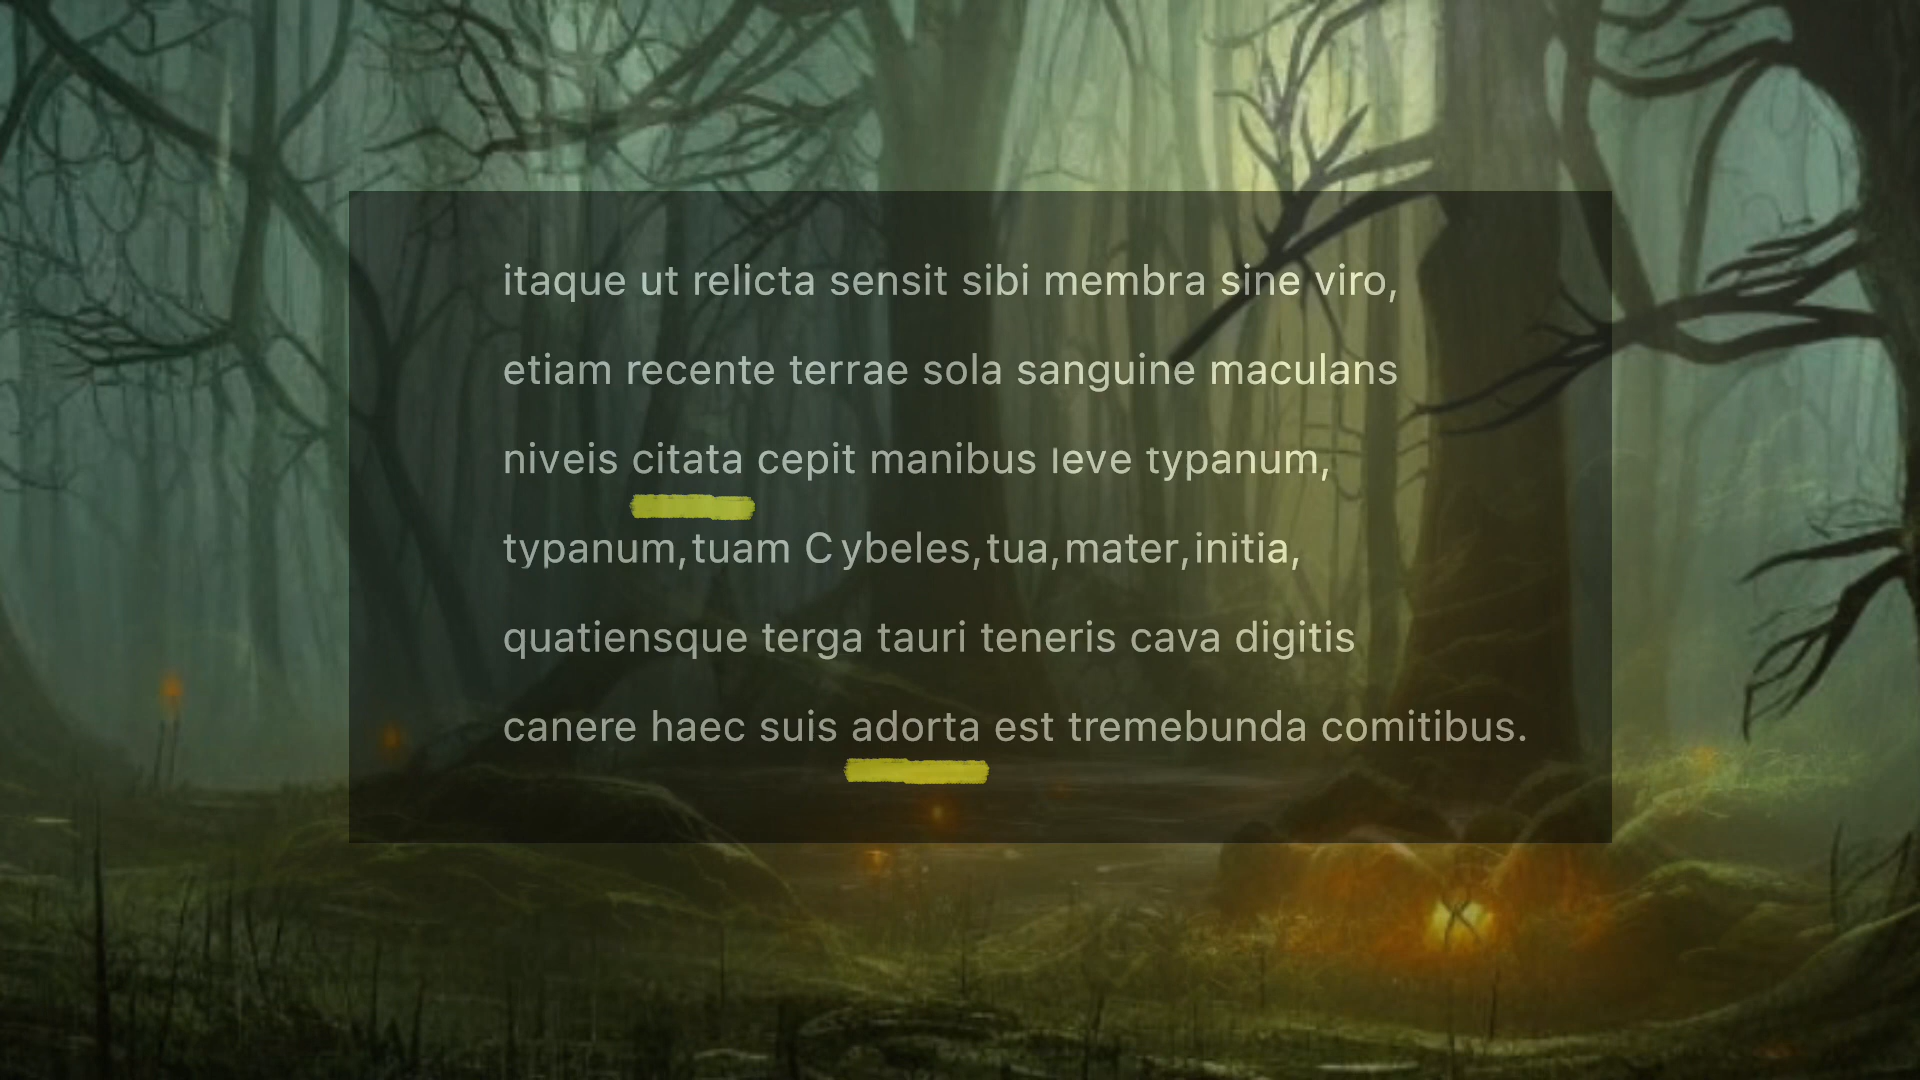 itaque ut relicta sensit sibi membra sine viro,
etiam recente terrae sola sanguine maculans
niveis citata cepit manibus leve typanum,
typanum, tuam Cybeles, tua, mater, initia,
quatiensque terga tauri teneris cava digitis
canere haec suis adorta est tremebunda comitibus.